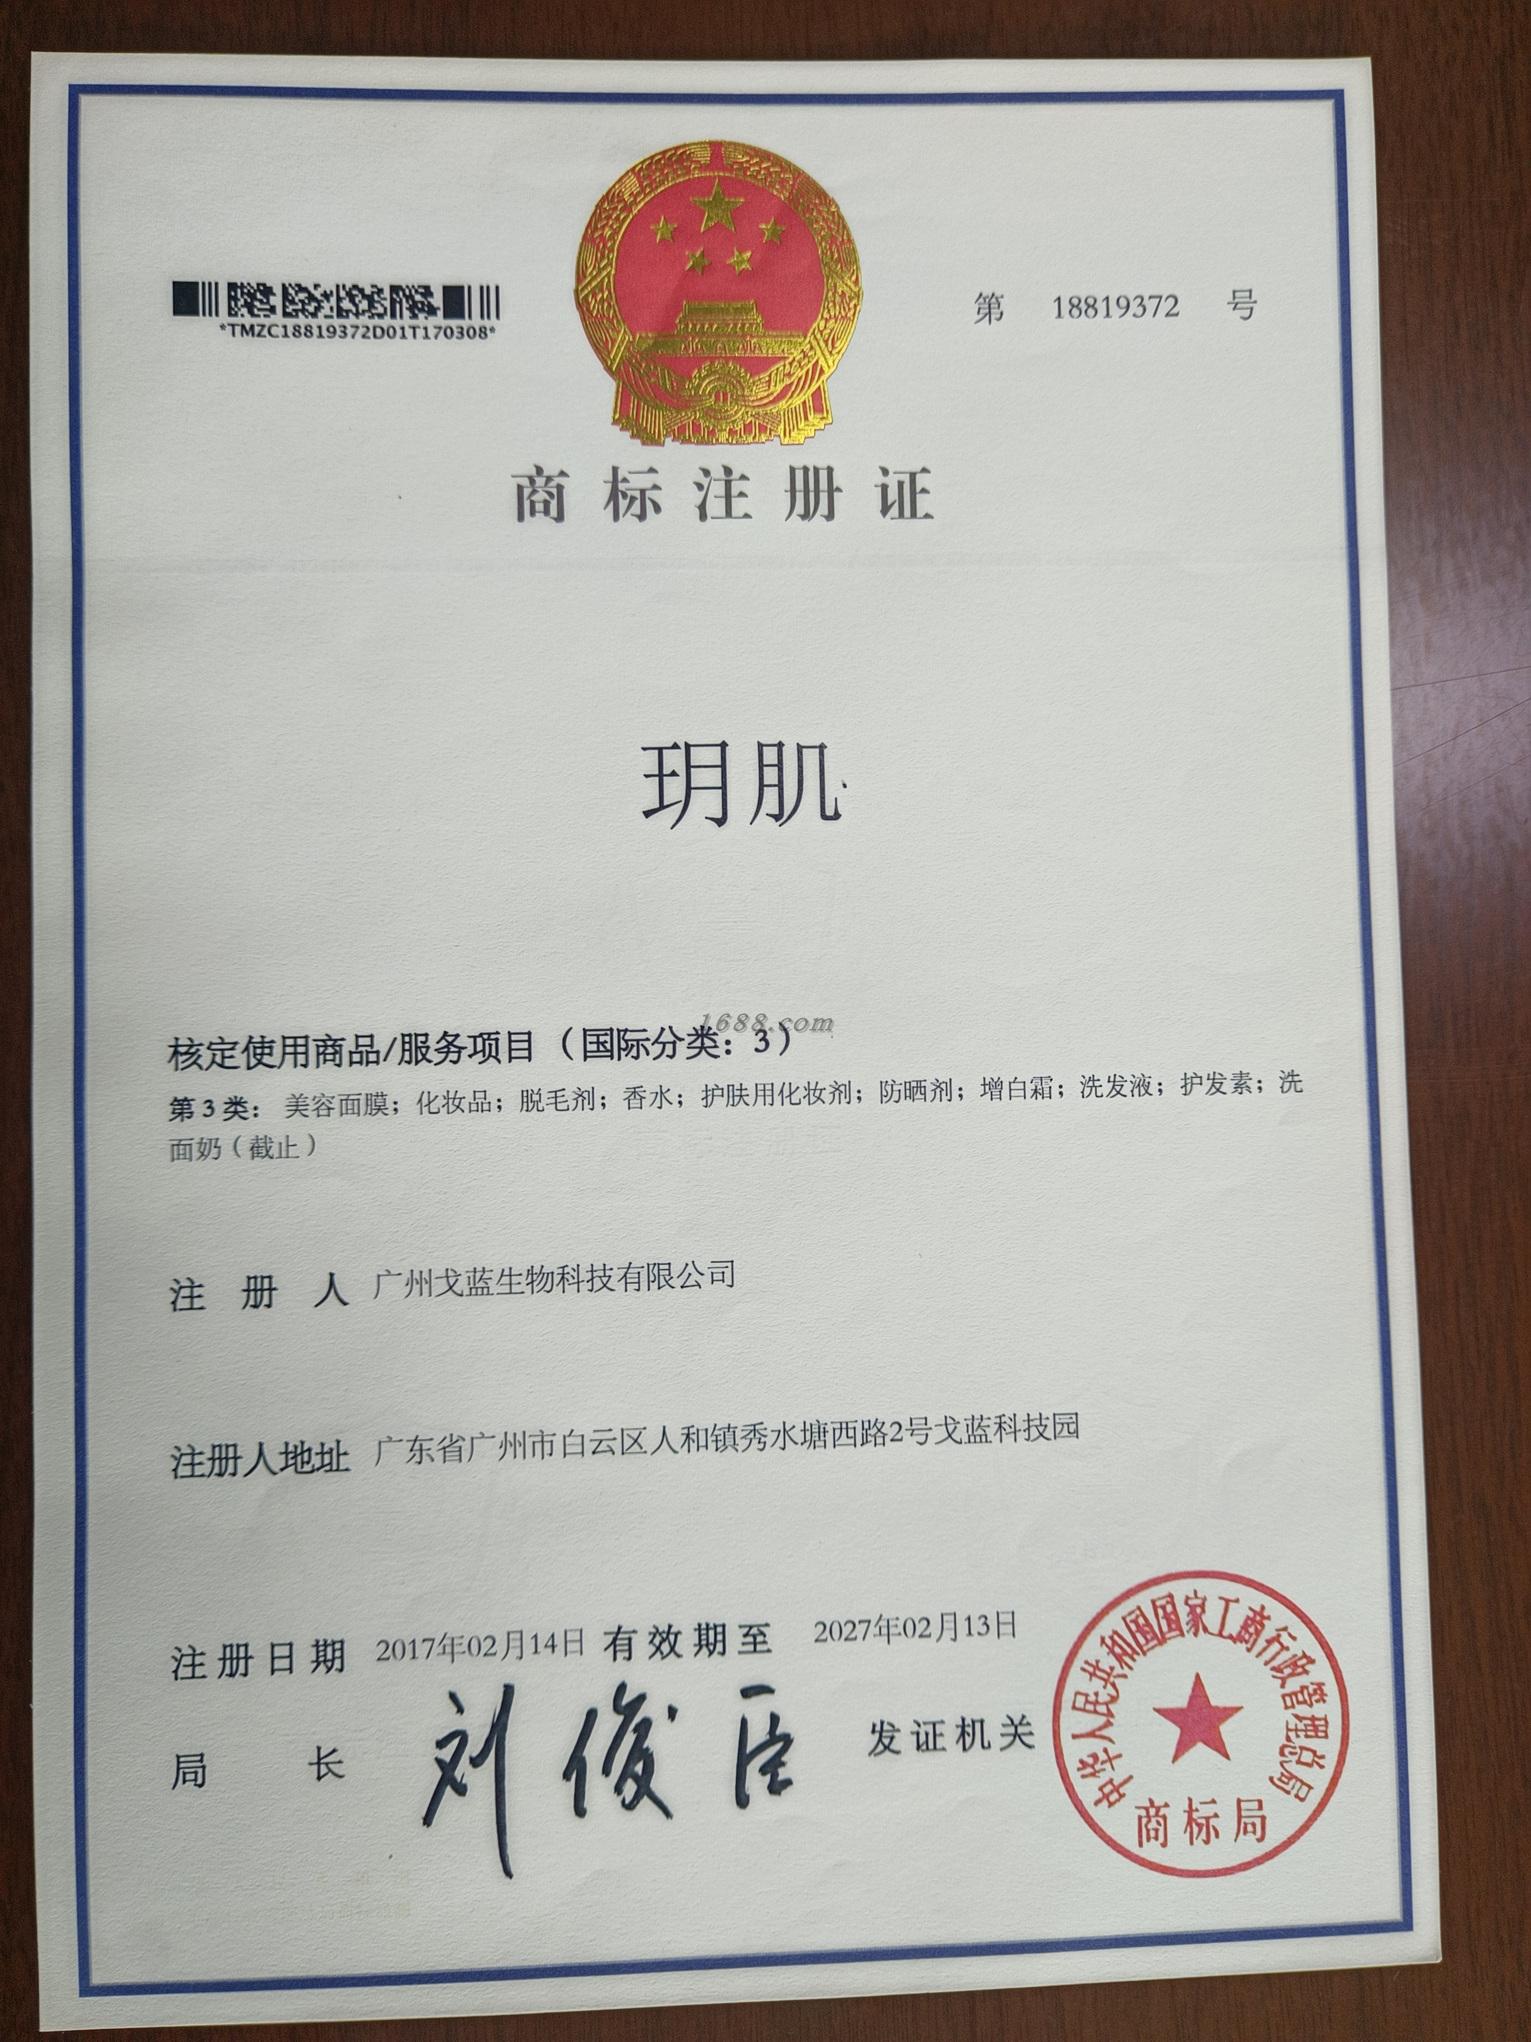 *TMZC18819372D01T170308*
第 18819372 号
商标注册证
玥肌
1688.com
核定使用商品/服务项目（国际分类：3）
第3类：美容面膜；化妆品；脱毛剂；香水；护肤用化妆剂；防晒剂；增白霜；洗发液；护发素；洗
面奶（截止）
注册人 广州戈蓝生物科技有限公司
注册人地址 广东省广州市白云区人和镇秀水塘西路2号戈蓝科技园
注册日期 2017年02月14日 有效期至 2027年02月13日
局长 刘俊臣 发证机关
中华人民共和国国家工商行政管理总局
商标局